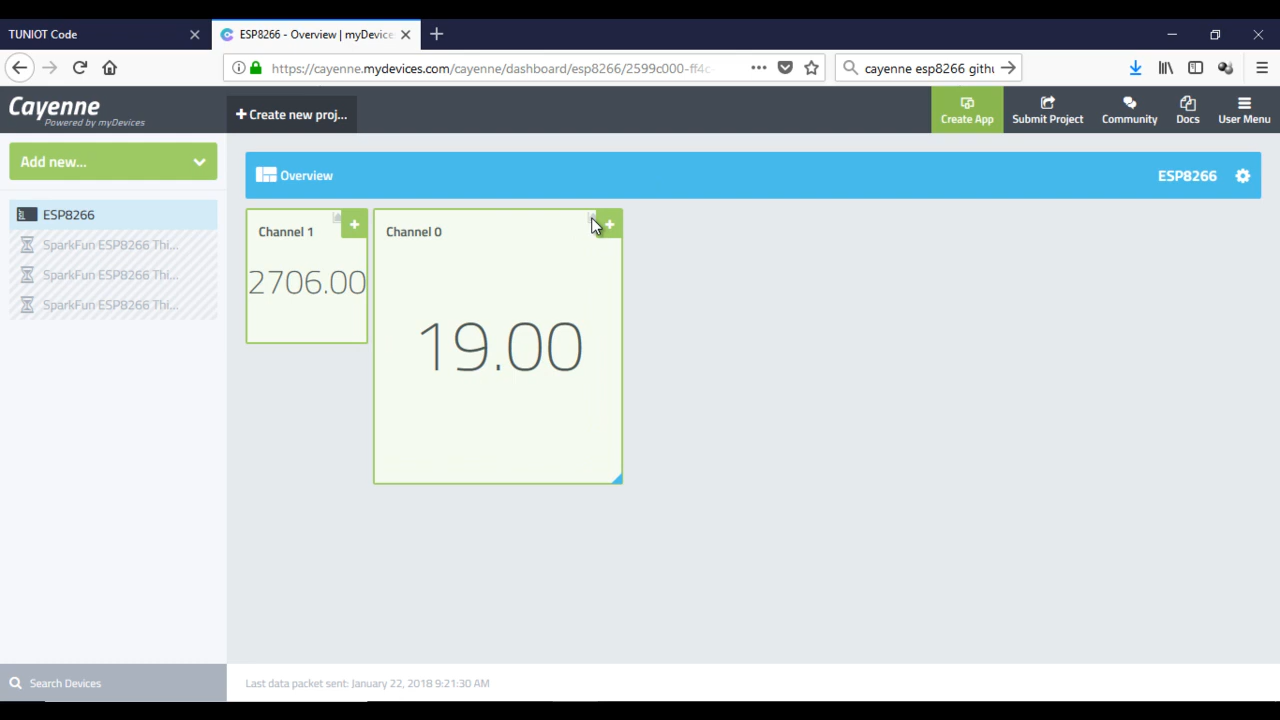 TUNIOT Code
ESP8266 - Overview | myDevice
https://cayenne.mydevices.com/cayenne/dashboard/esp8266/2599c000-ff4c-
cayenne esp8266 githu
Cayenne
Powered by myDevices
Create new proj...
Create App
Submit Project
Community
Docs
User Menu
Add new...
Overview
ESP8266
ESP8266
SparkFun ESP8266 Thi...
SparkFun ESP8266 Thi...
SparkFun ESP8266 Thi...
Channel 1
2706.00
Channel 0
19.00
Search Devices
Last data packet sent: January 22, 2018 9:21:30 AM